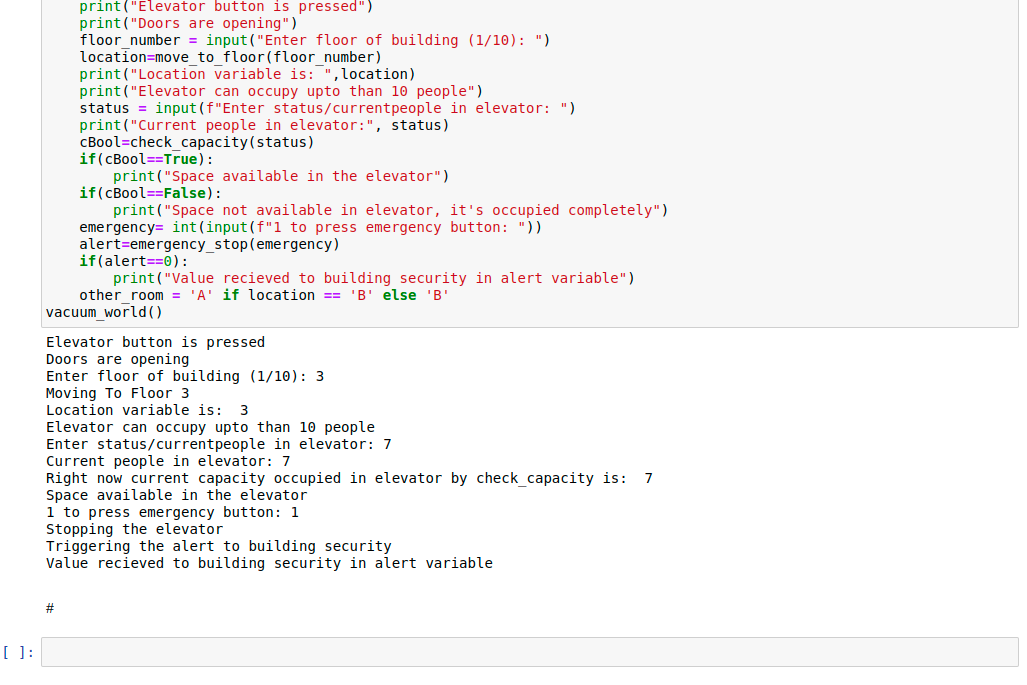 print("Elevator button is pressed")
    print("Doors are opening")
    floor_number = input("Enter floor of building (1/10): ")
    location=move_to_floor(floor_number)
    print("Location variable is: ",location)
    print("Elevator can occupy upto than 10 people")
    status = input(f"Enter status/currentpeople in elevator: ")
    print("Current people in elevator:", status)
    cBool=check_capacity(status)
    if(cBool==True):
        print("Space available in the elevator")
    if(cBool==False):
        print("Space not available in elevator, it's occupied completely")
    emergency= int(input(f"1 to press emergency button: "))
    alert=emergency_stop(emergency)
    if(alert==0):
        print("Value recieved to building security in alert variable")
    other_room = 'A' if location == 'B' else 'B'
vacuum_world()
Elevator button is pressed
Doors are opening
Enter floor of building (1/10): 3
Moving To Floor 3
Location variable is:  3
Elevator can occupy upto than 10 people
Enter status/currentpeople in elevator: 7
Current people in elevator: 7
Right now current capacity occupied in elevator by check_capacity is:  7
Space available in the elevator
1 to press emergency button: 1
Stopping the elevator
Triggering the alert to building security
Value recieved to building security in alert variable
#
[ ]: